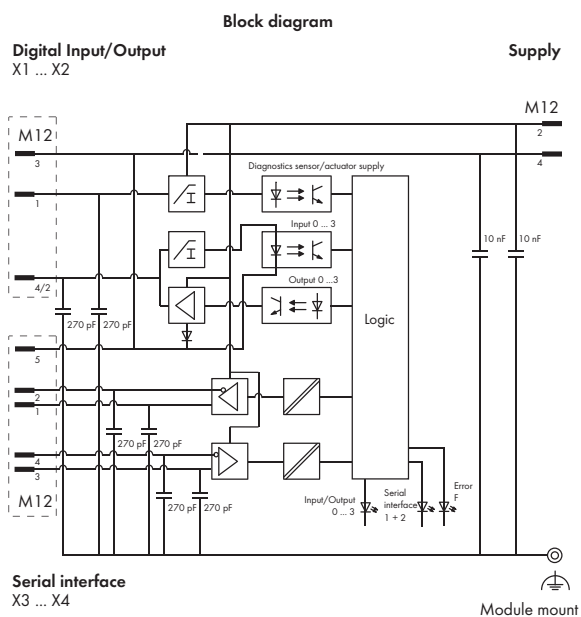 Block diagram
Digital Input/Output
X1 ... X2
Supply
M12
2
4
M12
3
1
4/2
Diagnostics sensor/actuator supply
Input 0 ... 3
Output 0 ...3
Logic
10 nF
10 nF
270 pF
270 pF
5
2
1
4
3
M12
270 pF
270 pF
270 pF
270 pF
Input/Output
0 ... 3
Serial
interface
1 + 2
Error
F
Serial interface
X3 ... X4
Module mount